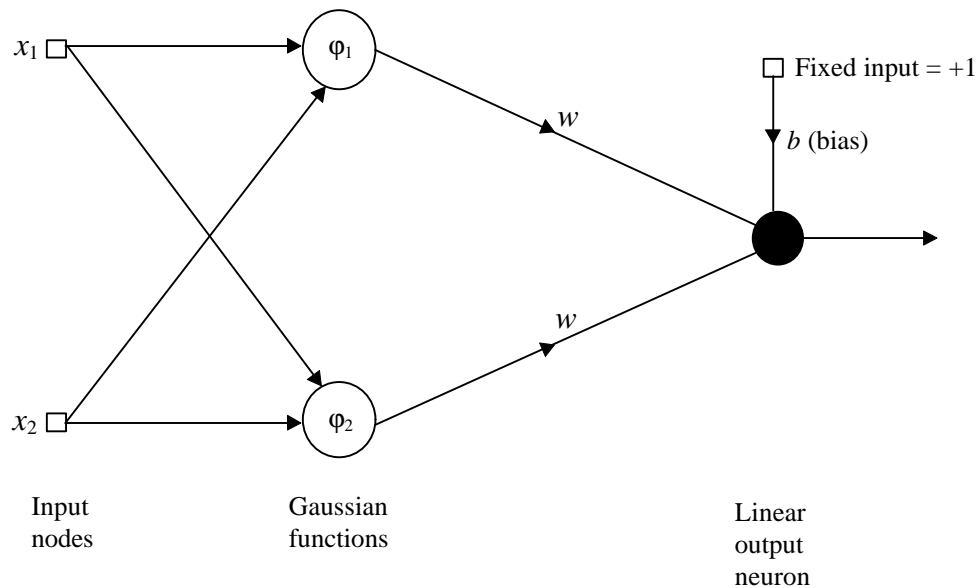 x1
φ1
Fixed input = +1
w
b (bias)
w
x2
φ2
Input
nodes
Gaussian
functions
Linear
output
neuron